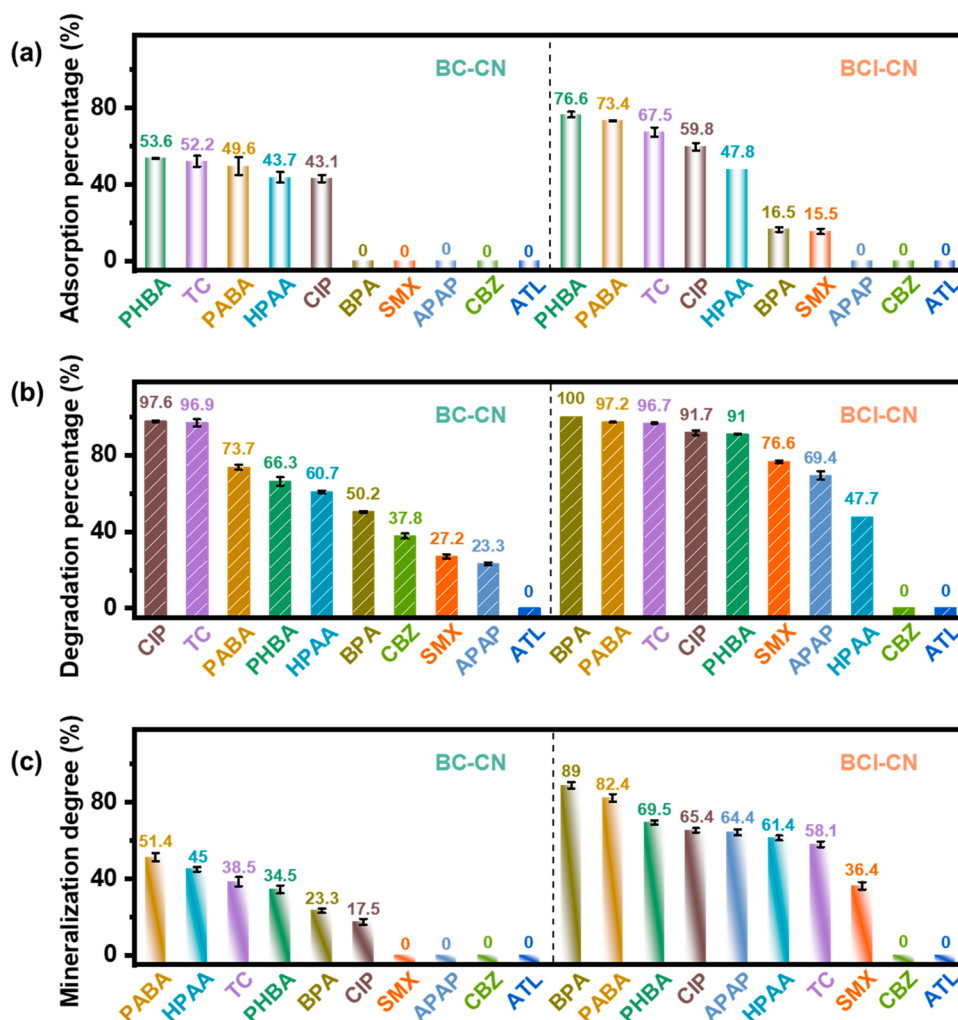 (a)
Adsorption percentage (%)
BC-CN
BCI-CN
80
40
0
53.6 52.2 49.6 43.7 43.1 0 0 0 0 0
76.6 73.4 67.5 59.8 47.8 16.5 15.5 0 0 0
PHBA TC PABA HPAA CIP BPA SMX APAP CBZ ATL
PHBA PABA TC CIP HPAA BPA SMX APAP CBZ ATL
(b)
Degradation percentage (%)
BC-CN
BCI-CN
80
40
0
97.6 96.9 73.7 66.3 60.7 50.2 37.8 27.2 23.3 0
100 97.2 96.7 91.7 91 76.6 69.4 47.7 0 0
CIP TC PABA PHBA HPAA BPA CBZ SMX APAP ATL
BPA PABA TC CIP PHBA SMX APAP HPAA CBZ ATL
(c)
Mineralization degree (%)
BC-CN
BCI-CN
80
40
0
51.4 45 38.5 34.5 23.3 17.5 0 0 0 0
89 82.4 69.5 65.4 64.4 61.4 58.1 36.4 0 0
PABA HPAA TC PHBA BPA CIP SMX APAP CBZ ATL
BPA PABA PHBA CIP APAP HPAA TC SMX CBZ ATL